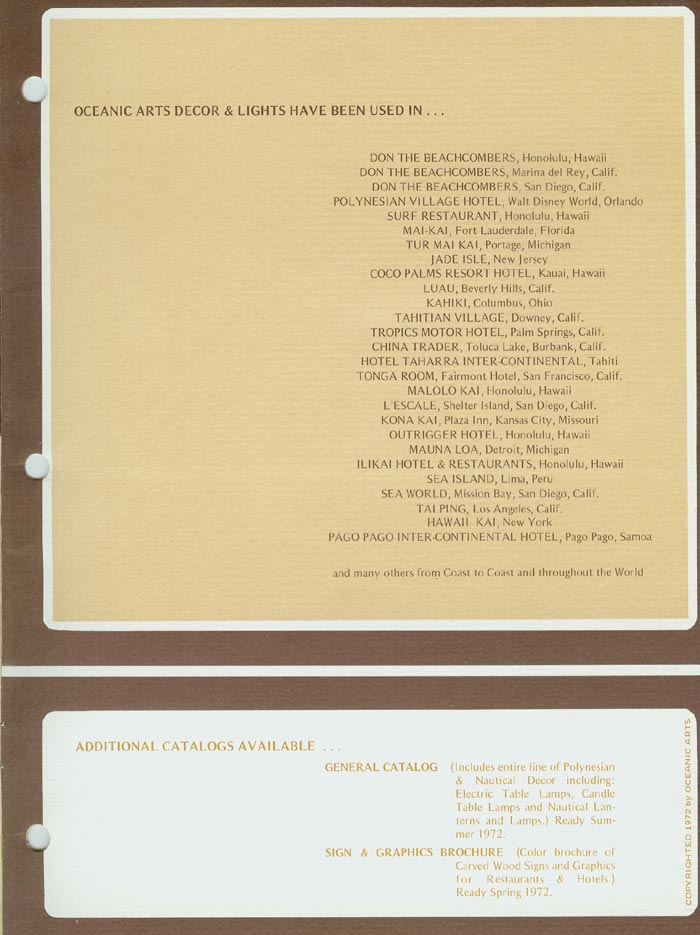 OCEANIC ARTS DECOR & LIGHTS HAVE BEEN USED IN . . .
DON THE BEACHCOMBERS, Honolulu, Hawaii
DON THE BEACHCOMBERS, Marina del Rey, Calif.
DON THE BEACHCOMBERS, San Diego, Calif.
POLYNESIAN VILLAGE HOTEL, Walt Disney World, Orlando
SURF RESTAURANT, Honolulu, Hawaii
MAI-KAI, Fort Lauderdale, Florida
TUR MAI KAI, Portage, Michigan
JADE ISLE, New Jersey
COCO PALMS RESORT HOTEL, Kauai, Hawaii
LUAU, Beverly Hills, Calif.
KAHIKI, Columbus, Ohio
TAHITIAN VILLAGE, Downey, Calif.
TROPICS MOTOR HOTEL, Palm Springs, Calif.
CHINA TRADER, Toluca Lake, Burbank, Calif.
HOTEL TAHARRA INTER-CONTINENTAL, Tahiti
TONGA ROOM, Fairmont Hotel, San Francisco, Calif.
MALOLO KAI, Honolulu, Hawaii
L'ESCALE, Shelter Island, San Diego, Calif.
KONA KAI, Plaza Inn, Kansas City, Missouri
OUTRIGGER HOTEL, Honolulu, Hawaii
MAUNA LOA, Detroit, Michigan
ILIKAI HOTEL & RESTAURANTS, Honolulu, Hawaii
SEA ISLAND, Lima, Peru
SEA WORLD, Mission Bay, San Diego, Calif.
TAI PING, Los Angeles, Calif.
HAWAII KAI, New York
PAGO PAGO INTER-CONTINENTAL HOTEL, Pago Pago, Samoa
and many others from Coast to Coast and throughout the World
ADDITIONAL CATALOGS AVAILABLE . . .
GENERAL CATALOG (Includes entire line of Polynesian
& Nautical Decor including:
Electric Table Lamps, Candle
Table Lamps and Nautical Lan-
terns and Lamps.) Ready Sum-
mer 1972.
SIGN & GRAPHICS BROCHURE (Color brochure of
Carved Wood Signs and Graphics
for Restaurants & Hotels.)
Ready Spring 1972.
COPYRIGHTED 1972 by OCEANIC ARTS